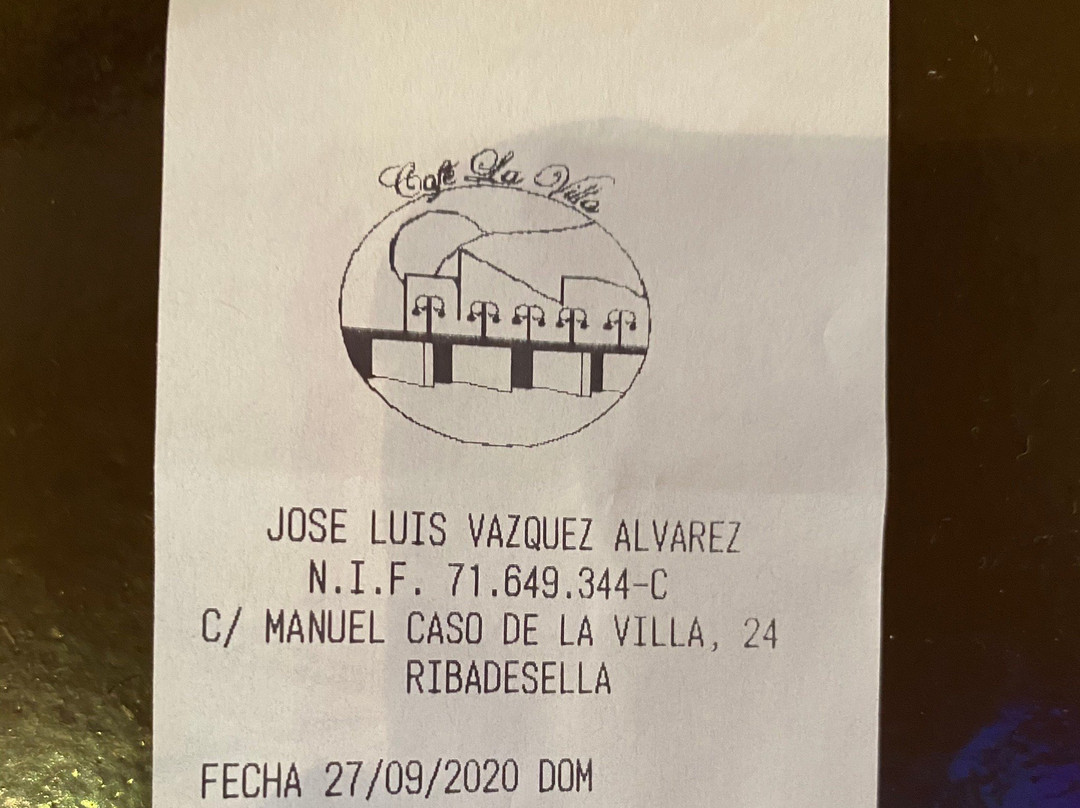 Café La Villa
JOSE LUIS VAZQUEZ ALVAREZ
N.I.F. 71.649.344-C
C/ MANUEL CASO DE LA VILLA, 24
RIBADESELLA
FECHA 27/09/2020 DOM